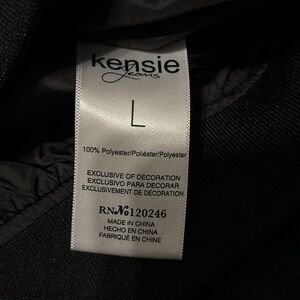 kensie
Jeans
L
100% Polyester/Poliéster/Polyester
EXCLUSIVE OF DECORATION
EXCLUSIVO PARA DECORAR
EXCLUSIVEMENT DE DÉCORATION
RN№120246
MADE IN CHINA
HECHO EN CHINA
FABRIQUÉ EN CHINE